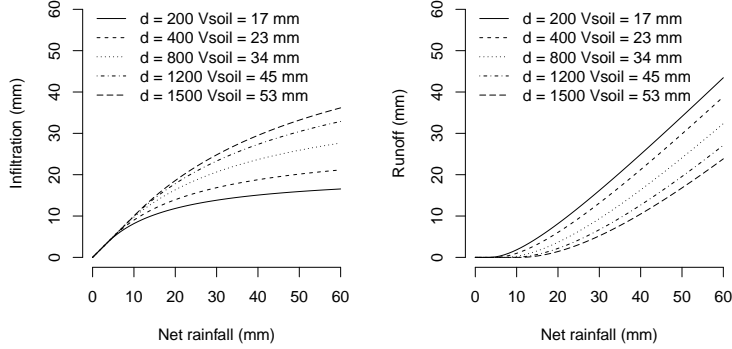 Infiltration (mm)
60
50
40
30
20
10
0
d = 200 Vsoil = 17 mm
d = 400 Vsoil = 23 mm
d = 800 Vsoil = 34 mm
d = 1200 Vsoil = 45 mm
d = 1500 Vsoil = 53 mm
0 10 20 30 40 50 60
Net rainfall (mm)
Runoff (mm)
60
50
40
30
20
10
0
d = 200 Vsoil = 17 mm
d = 400 Vsoil = 23 mm
d = 800 Vsoil = 34 mm
d = 1200 Vsoil = 45 mm
d = 1500 Vsoil = 53 mm
0 10 20 30 40 50 60
Net rainfall (mm)